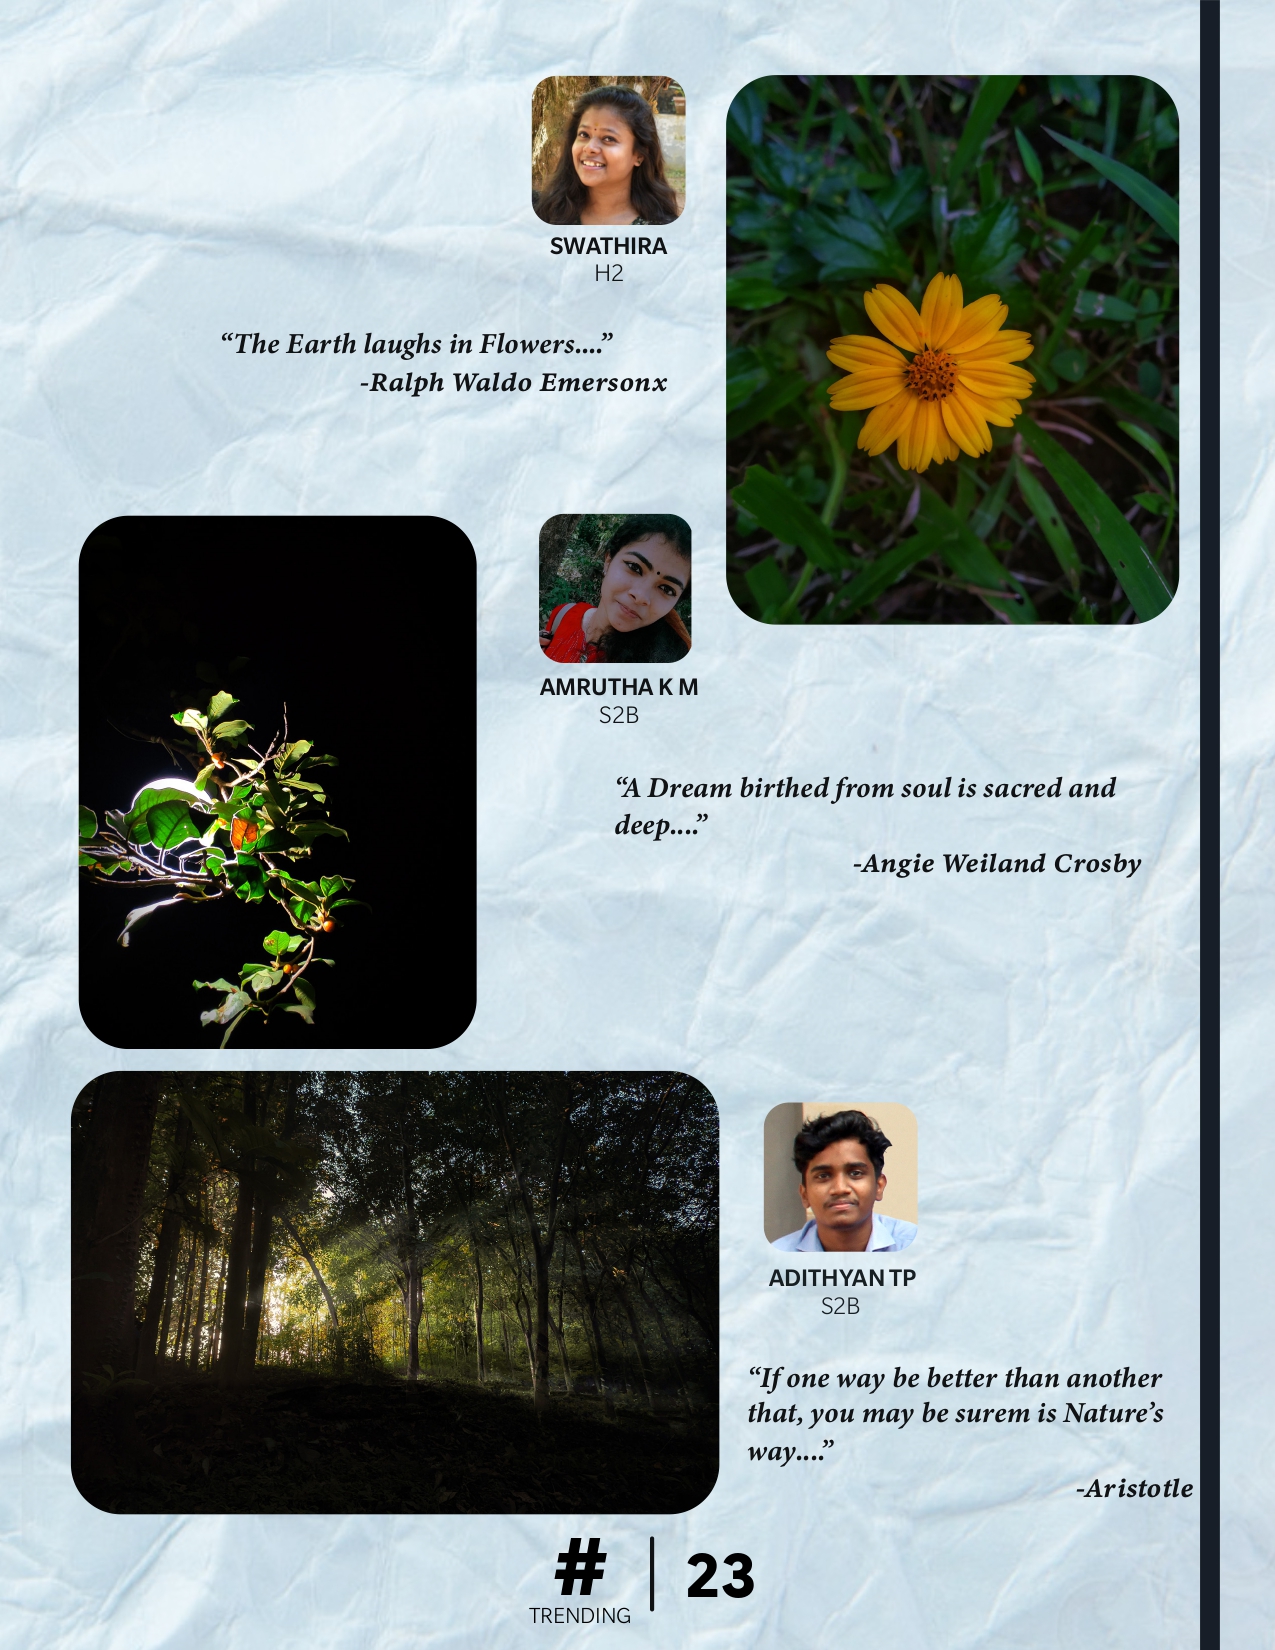 SWATHIRA
H2
“The Earth laughs in Flowers....”
-Ralph Waldo Emersonx
AMRUTHA K M
S2B
“A Dream birthed from soul is sacred and
deep....”
-Angie Weiland Crosby
ADITHYAN TP
S2B
“If one way be better than another
that, you may be surem is Nature’s
way....”
-Aristotle
# | 23
TRENDING